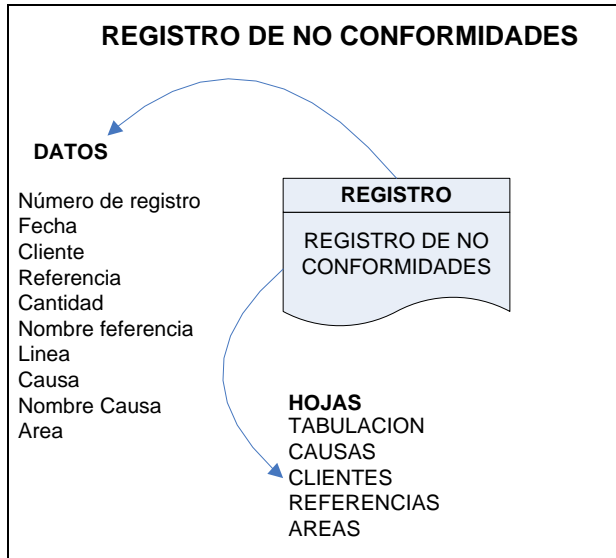 REGISTRO DE NO CONFORMIDADES
DATOS
Número de registro
Fecha
Cliente
Referencia
Cantidad
Nombre feferencia
Linea
Causa
Nombre Causa
Area
REGISTRO
REGISTRO DE NO
CONFORMIDADES
HOJAS
TABULACION
CAUSAS
CLIENTES
REFERENCIAS
AREAS